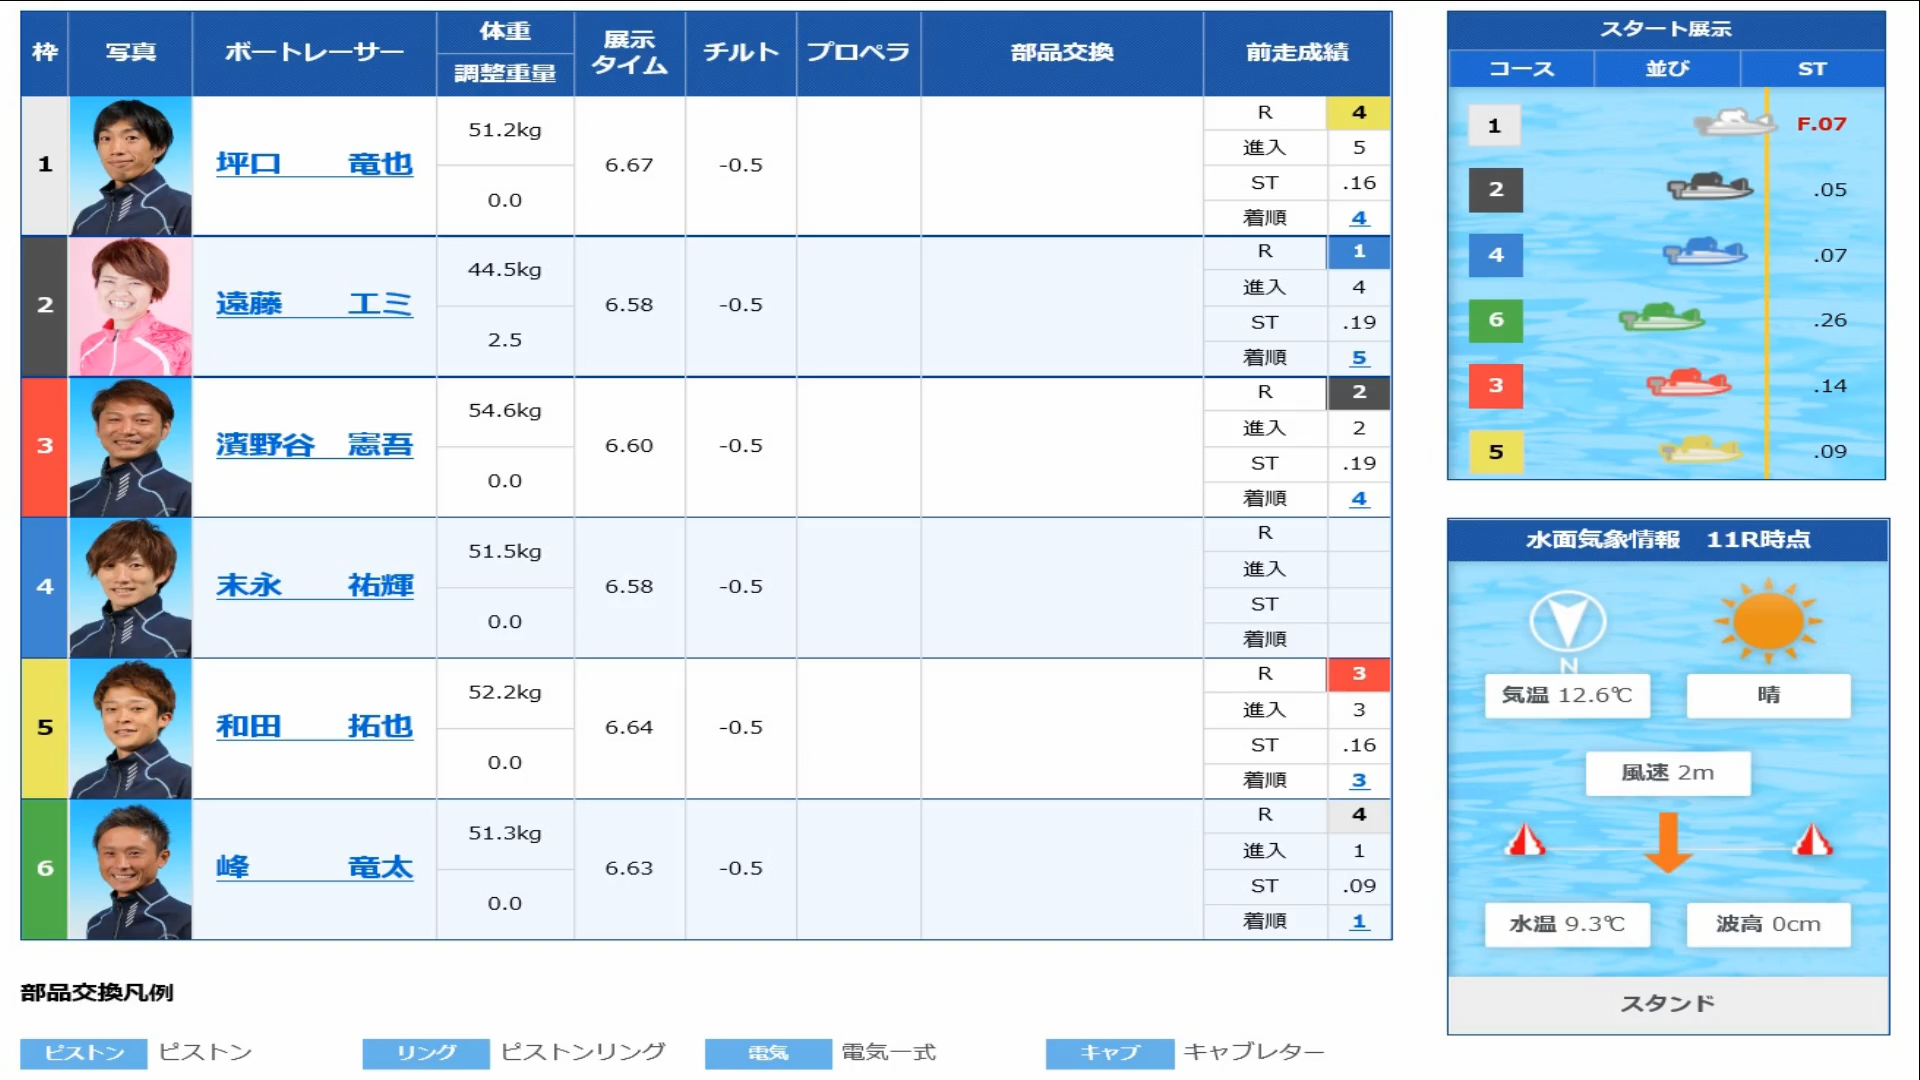 枠 写真 ボートレーサー 体重 調整重量 展示タイム チルト プロペラ 部品交換 前走成績
1 坪口 竜也 51.2kg 0.0 6.67 -0.5
R 4
進入 5
ST .16
着順 4
2 遠藤 エミ 44.5kg 2.5 6.58 -0.5
R 1
進入 4
ST .19
着順 5
3 濱野谷 憲吾 54.6kg 0.0 6.60 -0.5
R 2
進入 2
ST .19
着順 4
4 末永 祐輝 51.5kg 0.0 6.58 -0.5
R
進入
ST
着順
5 和田 拓也 52.2kg 0.0 6.64 -0.5
R 3
進入 3
ST .16
着順 3
6 峰 竜太 51.3kg 0.0 6.63 -0.5
R 4
進入 1
ST .09
着順 1
部品交換凡例
ピストン ピストン リング ピストンリング 電気 電気一式 キャブ キャブレター
スタート展示
コース 並び ST
1 F.07
2 .05
4 .07
6 .26
3 .14
5 .09
水面気象情報 11R時点
N
気温 12.6℃ 晴
風速 2m
水温 9.3℃ 波高 0cm
スタンド